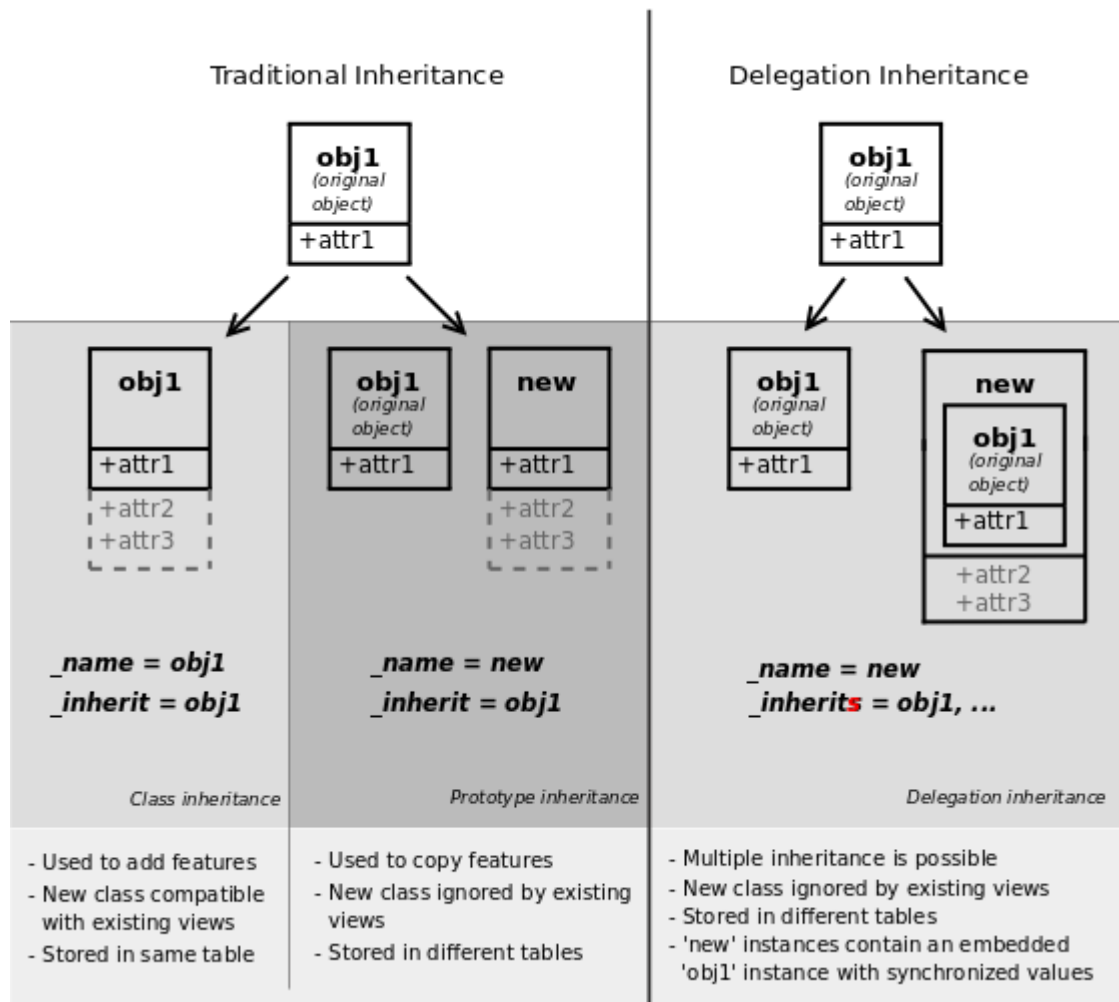 Traditional Inheritance
obj1
(original
object)
+attr1
obj1
+attr1
+attr2
+attr3
_name = obj1
_inherit = obj1
Class inheritance
- Used to add features
- New class compatible
with existing views
- Stored in same table
obj1
(original
object)
+attr1
new
+attr1
+attr2
+attr3
_name = new
_inherit = obj1
Prototype inheritance
- Used to copy features
- New class ignored by existing
views
- Stored in different tables
Delegation Inheritance
obj1
(original
object)
+attr1
obj1
(original
object)
+attr1
new
obj1
(original
object)
+attr1
+attr2
+attr3
_name = new
_inherits = obj1, ...
Delegation inheritance
- Multiple inheritance is possible
- New class ignored by existing views
- Stored in different tables
- 'new' instances contain an embedded
'obj1' instance with synchronized values